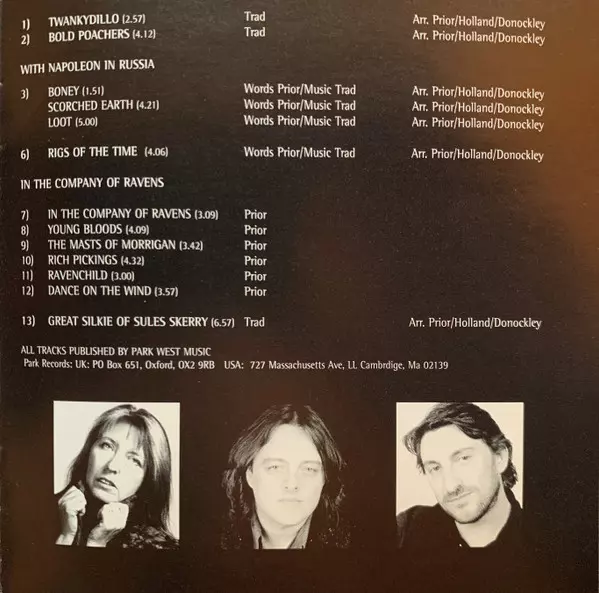 1) TWANKYDILLO (2.57) Trad Arr. Prior/Holland/Donockley
2) BOLD POACHERS (4.12) Trad Arr. Prior/Holland/Donockley
WITH NAPOLEON IN RUSSIA
3) BONEY (1.51) Words Prior/Music Trad Arr. Prior/Holland/Donockley
SCORCHED EARTH (4.21) Words Prior/Music Trad Arr. Prior/Holland/Donockley
LOOT (5.00) Words Prior/Music Trad Arr. Prior/Holland/Donockley
6) RIGS OF THE TIME (4.06) Words Prior/Music Trad Arr. Prior/Holland/Donockley
IN THE COMPANY OF RAVENS
7) IN THE COMPANY OF RAVENS (3.09) Prior
8) YOUNG BLOODS (4.09) Prior
9) THE MASTS OF MORRIGAN (3.42) Prior
10) RICH PICKINGS (4.32) Prior
11) RAVENCHILD (3.00) Prior
12) DANCE ON THE WIND (3.57) Prior
13) GREAT SILKIE OF SULES SKERRY (6.57) Trad Arr. Prior/Holland/Donockley
ALL TRACKS PUBLISHED BY PARK WEST MUSIC
Park Records: UK: PO Box 651, Oxford, OX2 9RB USA: 727 Massachusetts Ave, LL Cambrdige, Ma 02139